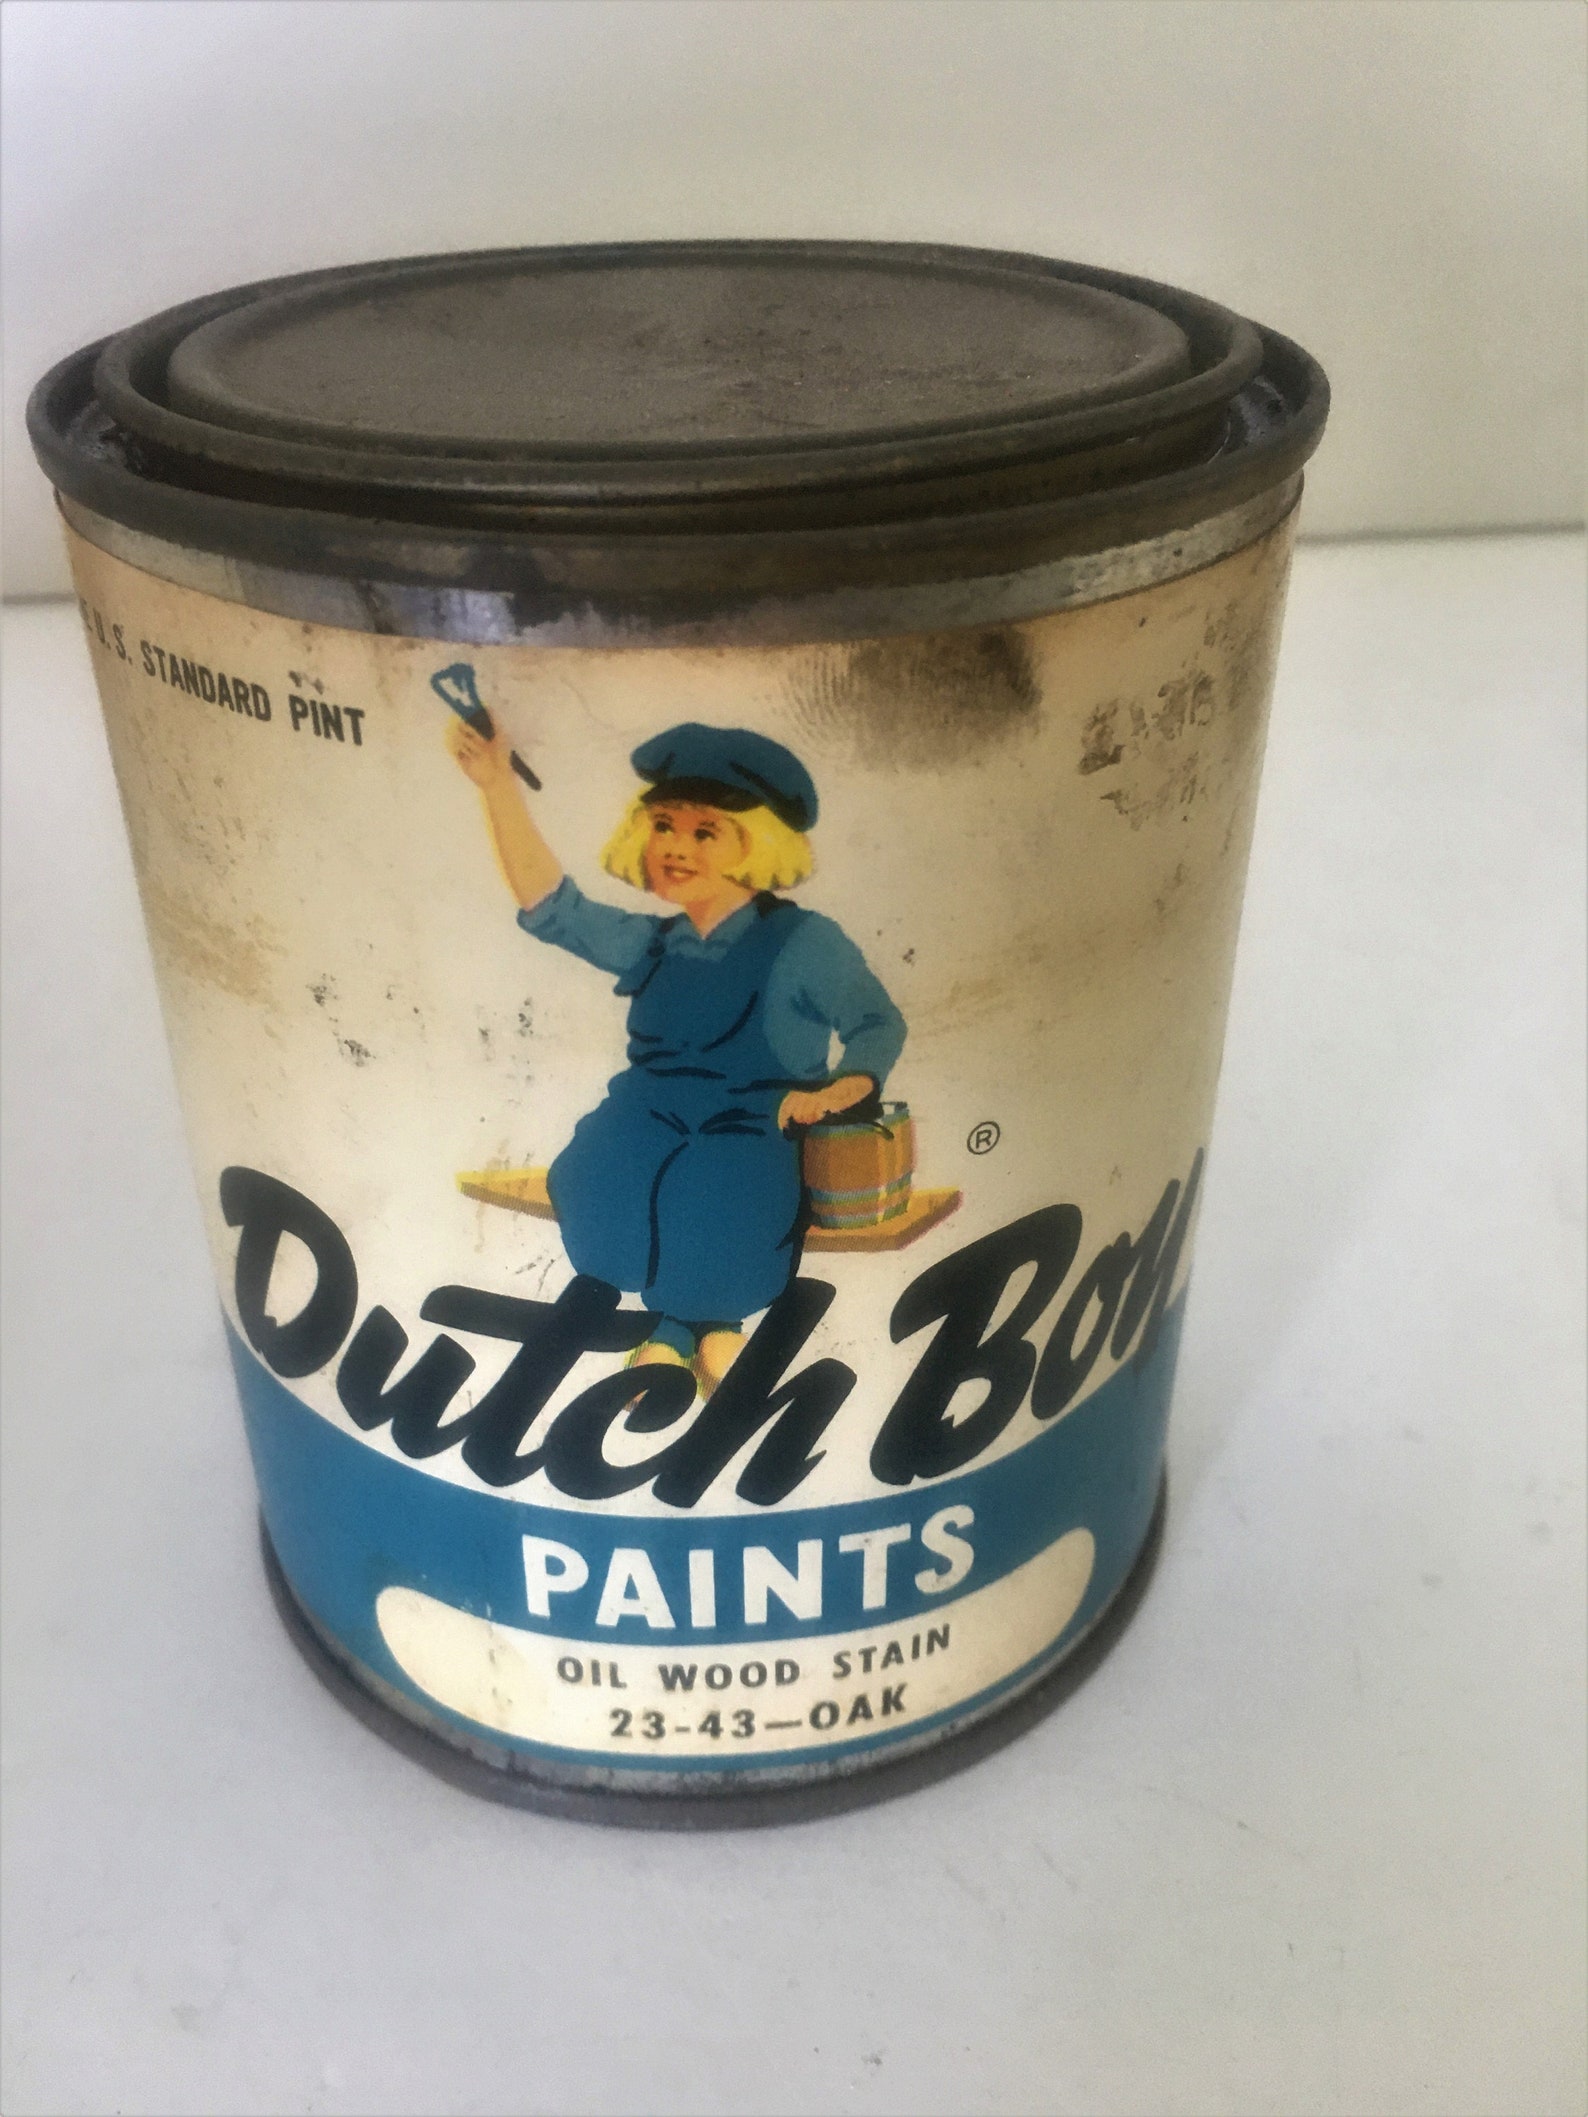 U.S. STANDARD PINT
®
Dutch Boy
PAINTS
OIL WOOD STAIN
23-43—OAK